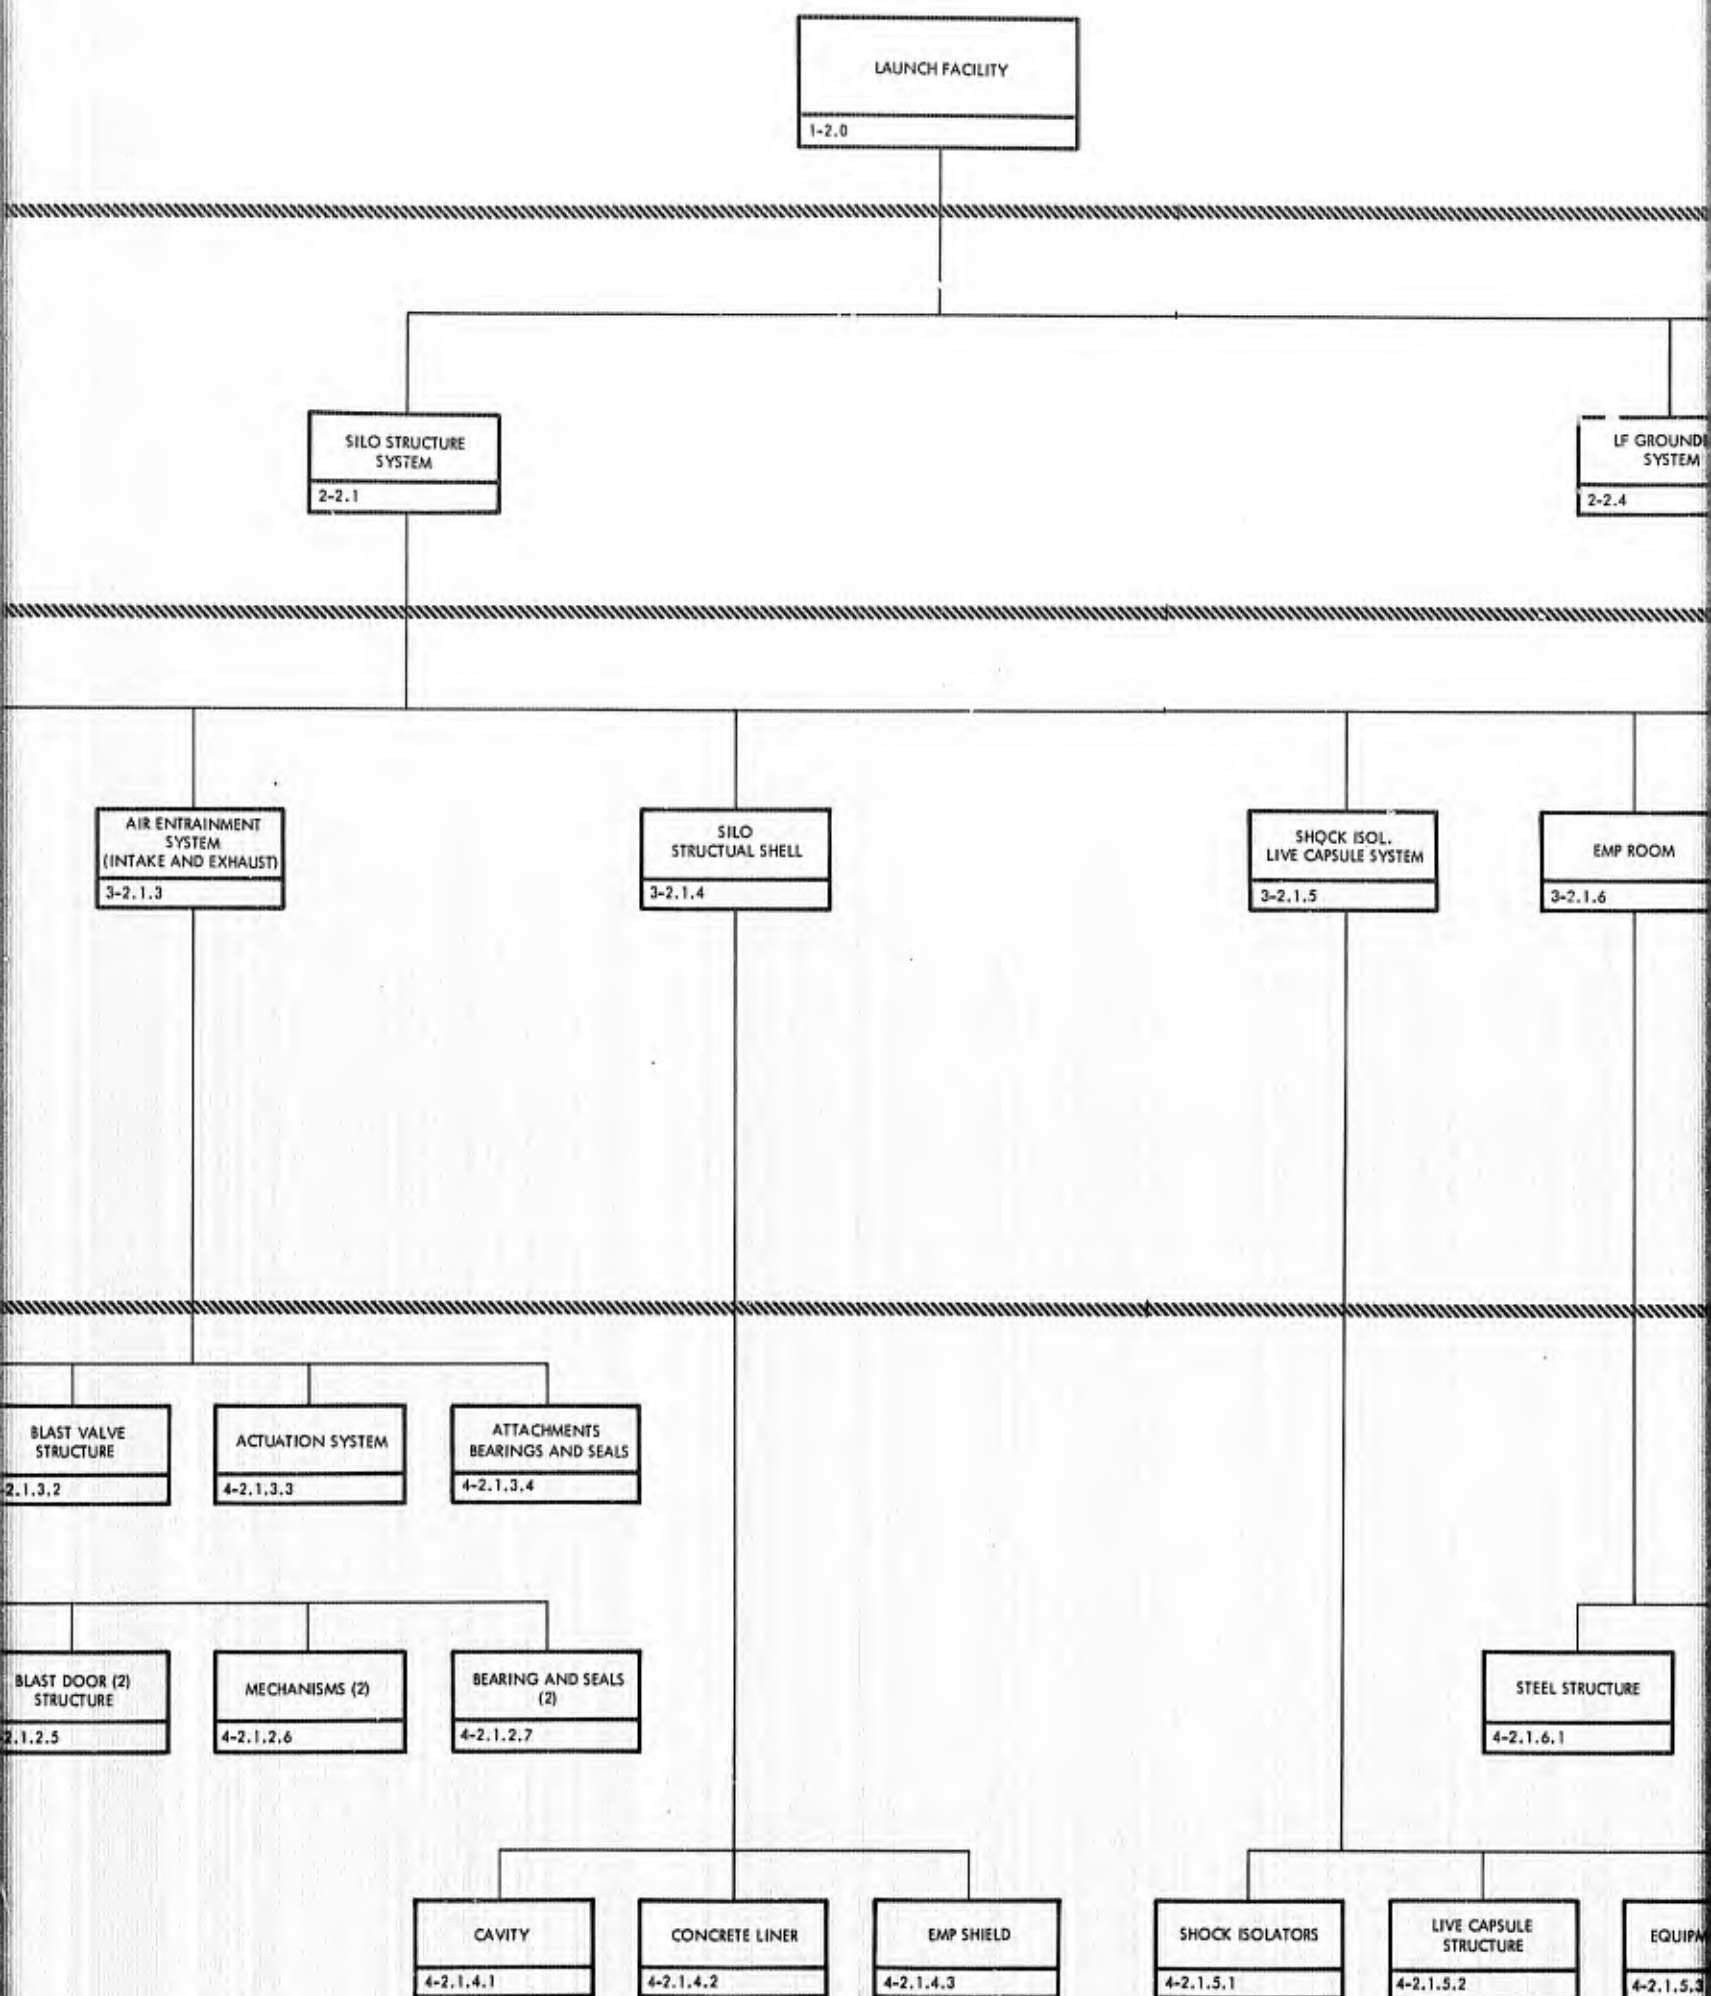 LAUNCH FACILITY
1-2.0
SILO STRUCTURE
SYSTEM
2-2.1
LF GROUNDI
SYSTEM
2-2.4
AIR ENTRAINMENT
SYSTEM
(INTAKE AND EXHAUST)
3-2.1.3
SILO
STRUCTUAL SHELL
3-2.1.4
SHOCK ISOL.
LIVE CAPSULE SYSTEM
3-2.1.5
EMP ROOM
3-2.1.6
BLAST VALVE
STRUCTURE
-2.1.3.2
ACTUATION SYSTEM
4-2.1.3.3
ATTACHMENTS
BEARINGS AND SEALS
4-2.1.3.4
BLAST DOOR (2)
STRUCTURE
2.1.2.5
MECHANISMS (2)
4-2.1.2.6
BEARING AND SEALS
(2)
4-2.1.2.7
STEEL STRUCTURE
4-2.1.6.1
CAVITY
4-2.1.4.1
CONCRETE LINER
4-2.1.4.2
EMP SHIELD
4-2.1.4.3
SHOCK ISOLATORS
4-2.1.5.1
LIVE CAPSULE
STRUCTURE
4-2.1.5.2
EQUIPM
4-2.1.5.3